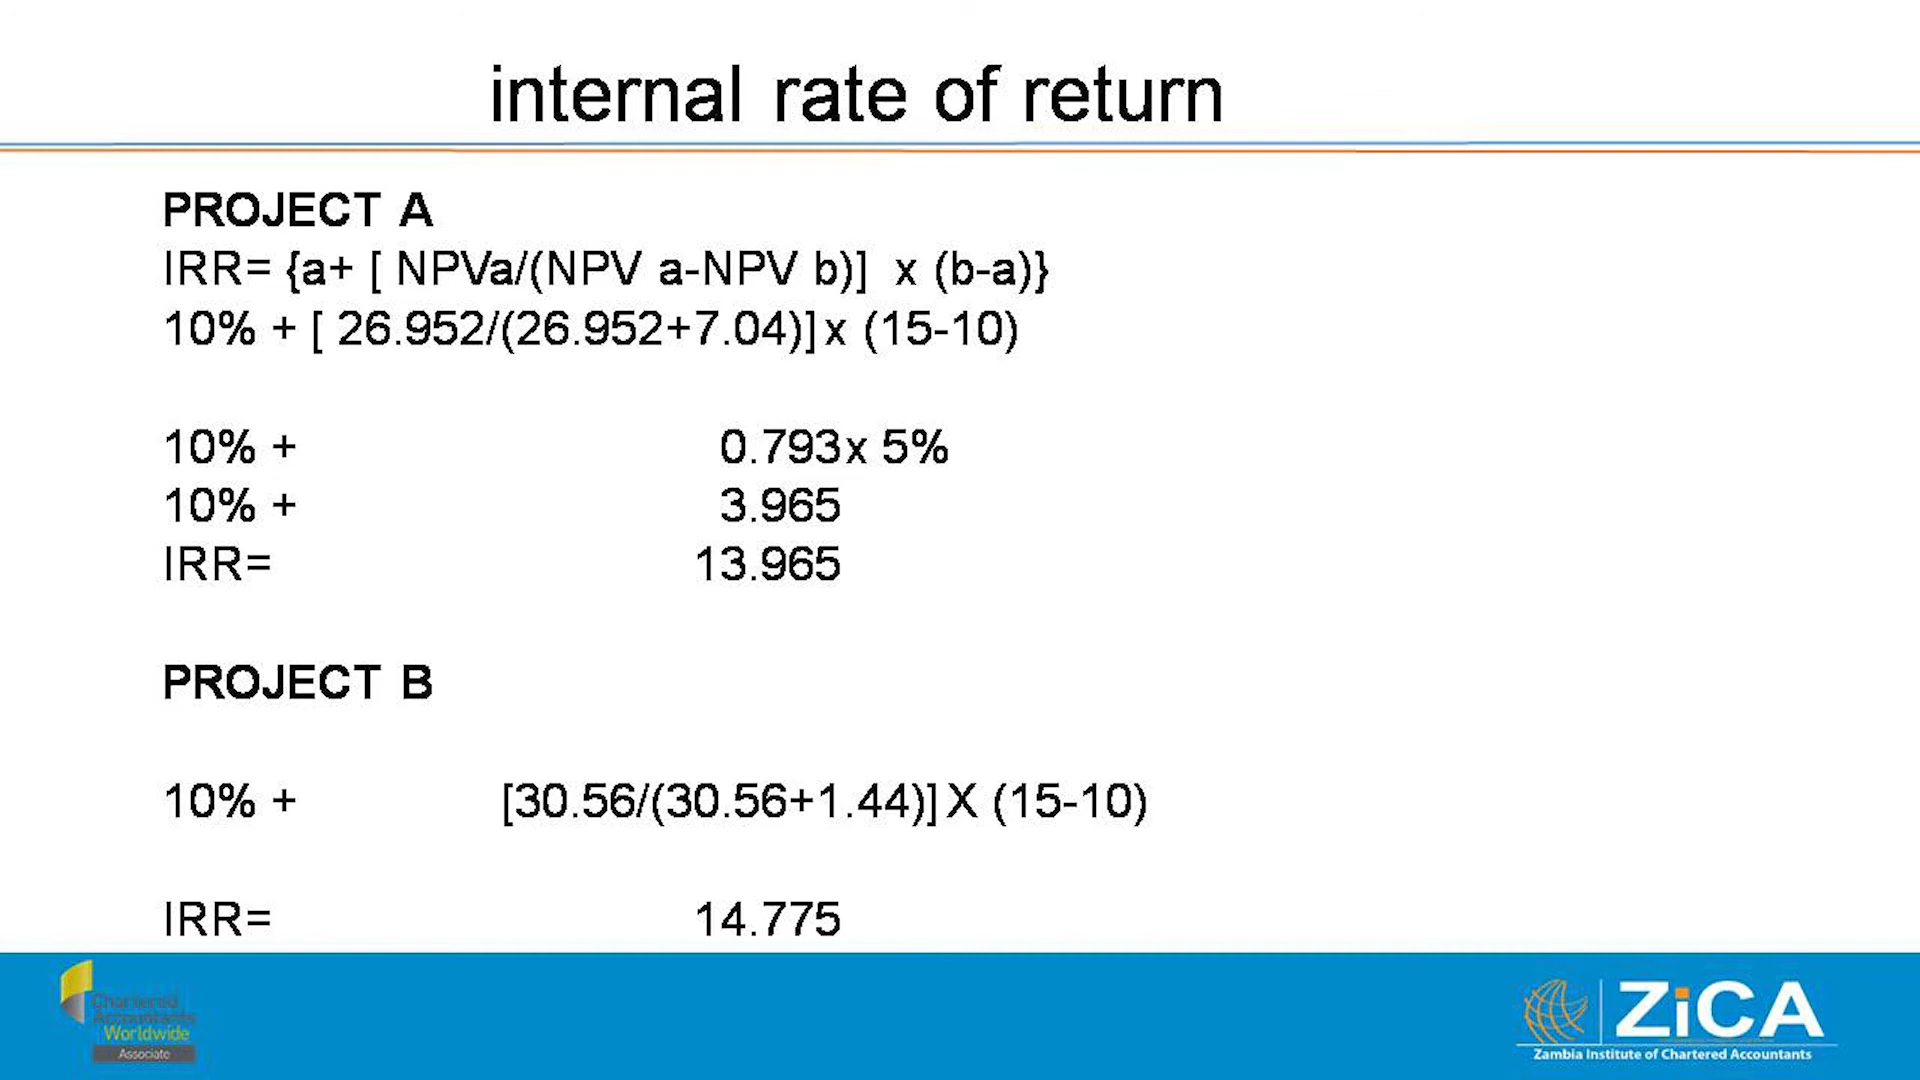 internal rate of return
PROJECT A
IRR= {a+ [ NPVa/(NPV a-NPV b)] x (b-a)}
10% + [ 26.952/(26.952+7.04)] x (15-10)
10% + 0.793 x 5%
10% + 3.965
IRR= 13.965
PROJECT B
10% + [30.56/(30.56+1.44)] X (15-10)
IRR= 14.775
Chartered
Accountants
Worldwide
Associate
ZiCA
Zambia Institute of Chartered Accountants